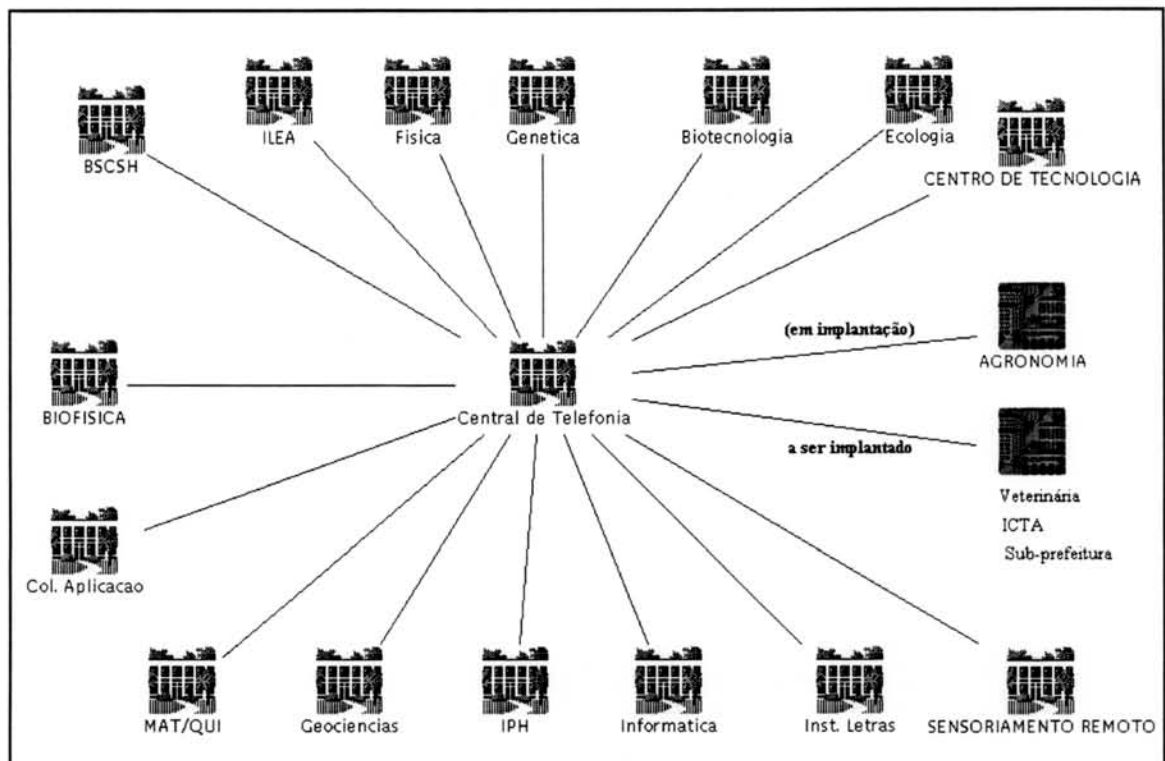 BSCSH
ILEA
Fisica
Genetica
Biotecnologia
Ecologia
CENTRO DE TECNOLOGIA
(em implantação)
AGRONOMIA
BIOFISICA
Central de Telefonia
a ser implantado
Veterinária
ICTA
Sub-prefeitura
Col. Aplicacao
MAT/QUI
Geociencias
IPH
Informatica
Inst. Letras
SENSORIAMENTO REMOTO